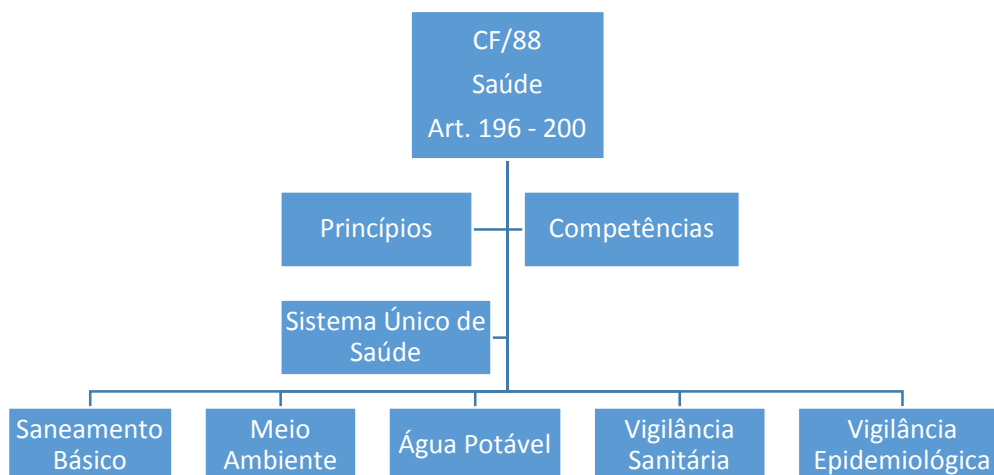 CF/88
Saúde
Art. 196 - 200
Princípios
Competências
Sistema Único de
Saúde
Saneamento
Básico
Meio
Ambiente
Água Potável
Vigilância
Sanitária
Vigilância
Epidemiológica